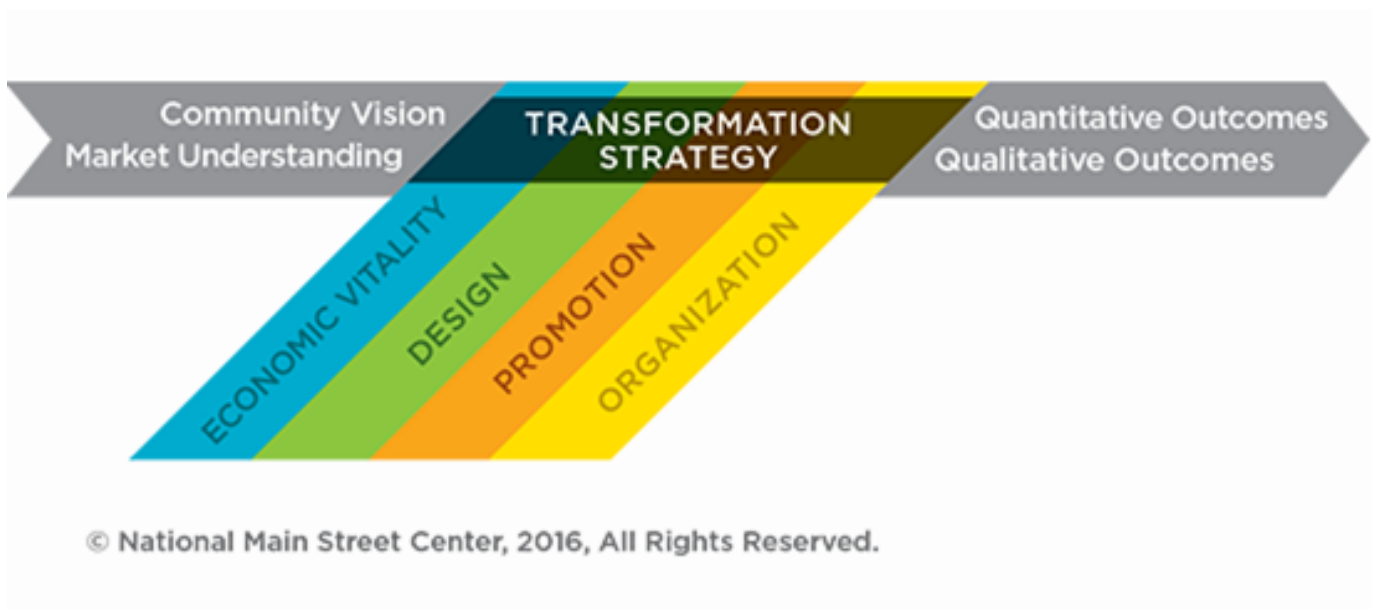 Community Vision
Market Understanding
TRANSFORMATION
STRATEGY
Quantitative Outcomes
Qualitative Outcomes
ECONOMIC VITALITY
DESIGN
PROMOTION
ORGANIZATION
© National Main Street Center, 2016, All Rights Reserved.